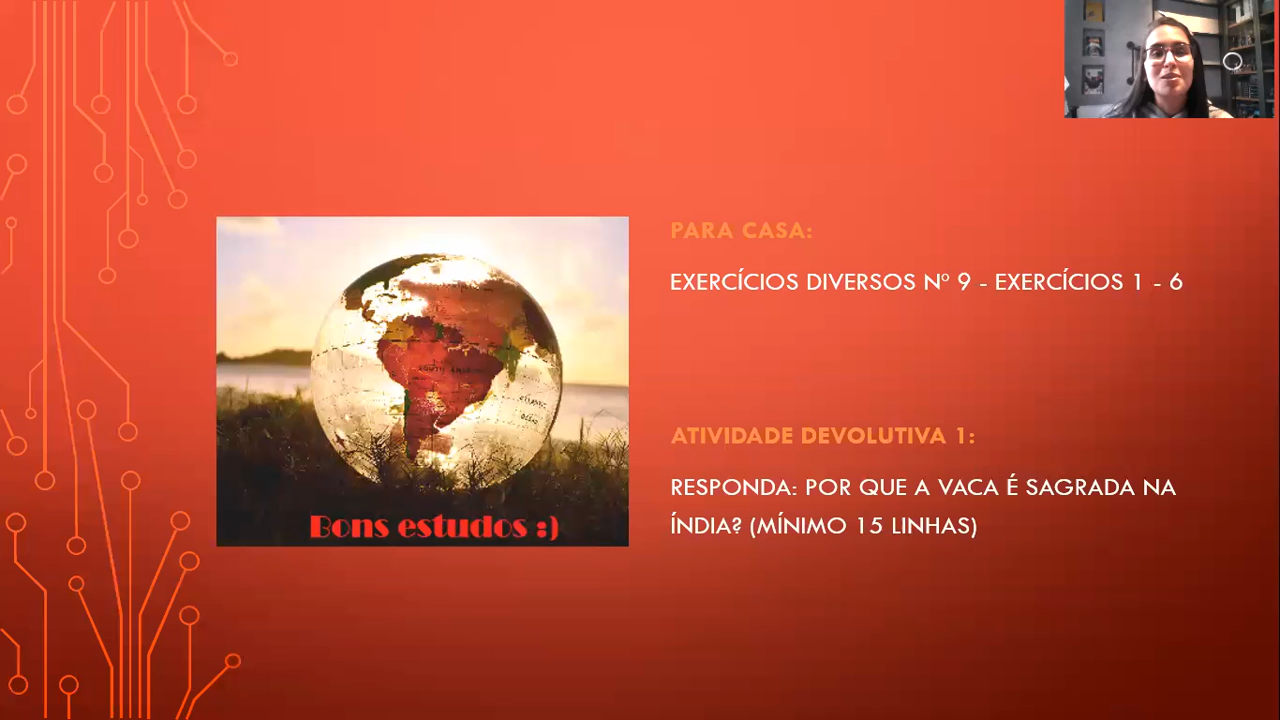 PARA CASA:
EXERCÍCIOS DIVERSOS Nº 9 - EXERCÍCIOS 1 - 6
ATIVIDADE DEVOLUTIVA 1:
RESPONDA: POR QUE A VACA É SAGRADA NA
ÍNDIA? (MÍNIMO 15 LINHAS)
Bons estudos :)